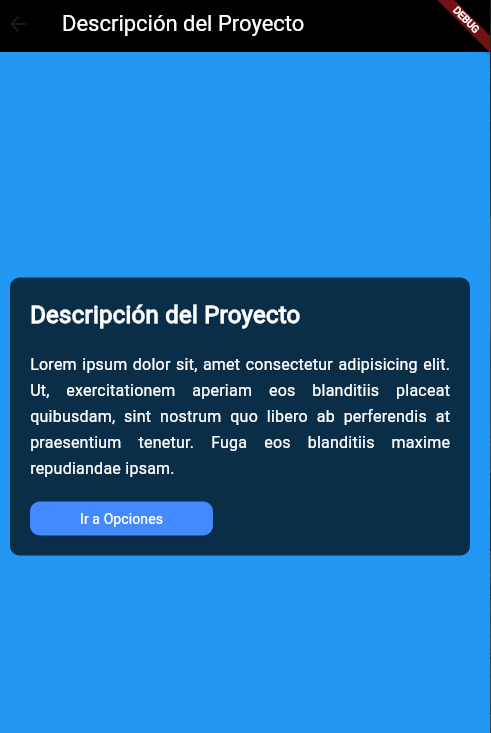 Descripción del Proyecto
DEBUG
Descripción del Proyecto
Lorem ipsum dolor sit, amet consectetur adipisicing elit.
Ut, exercitationem aperiam eos blanditiis placeat
quibusdam, sint nostrum quo libero ab perferendis at
praesentium tenetur. Fuga eos blanditiis maxime
repudiandae ipsam.
Ir a Opciones